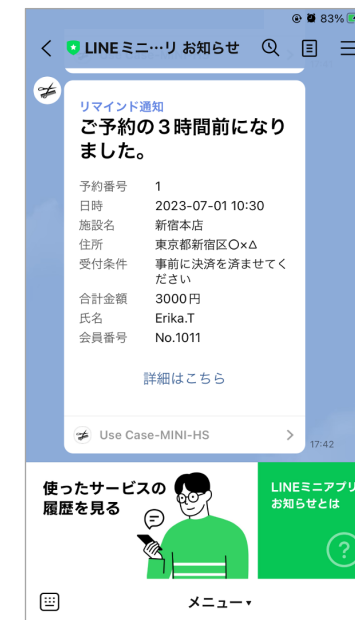 83%
LINEミニ…リ お知らせ
リマインド通知
ご予約の3時間前になり
ました。
予約番号 1
日時 2023-07-01 10:30
施設名 新宿本店
住所 東京都新宿区○×△
受付条件 事前に決済を済ませてく
ださい
合計金額 3000円
氏名 Erika.T
会員番号 No.1011
詳細はこちら
Use Case-MINI-HS
17:42
使ったサービスの
履歴を見る
LINEミニアプリ
お知らせとは
?
メニュー▾